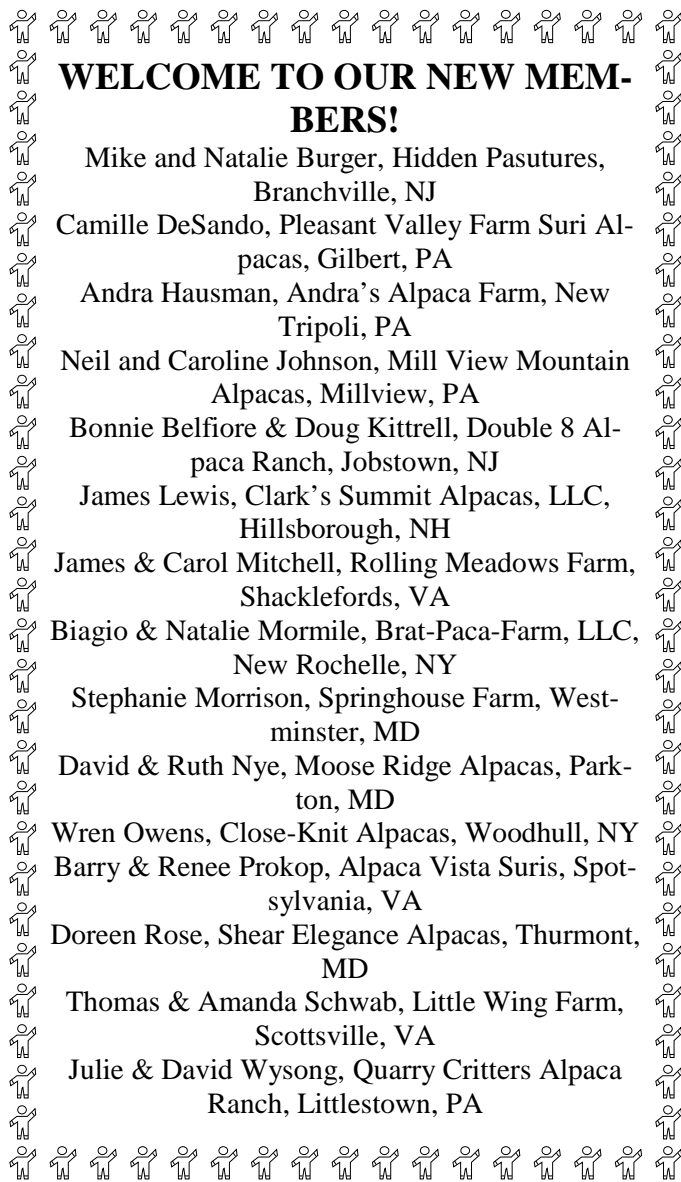 WELCOME TO OUR NEW MEM-
BERS!
Mike and Natalie Burger, Hidden Pasutures,
Branchville, NJ
Camille DeSando, Pleasant Valley Farm Suri Al-
pacas, Gilbert, PA
Andra Hausman, Andra’s Alpaca Farm, New
Tripoli, PA
Neil and Caroline Johnson, Mill View Mountain
Alpacas, Millview, PA
Bonnie Belfiore & Doug Kittrell, Double 8 Al-
paca Ranch, Jobstown, NJ
James Lewis, Clark’s Summit Alpacas, LLC,
Hillsborough, NH
James & Carol Mitchell, Rolling Meadows Farm,
Shacklefords, VA
Biagio & Natalie Mormile, Brat-Paca-Farm, LLC,
New Rochelle, NY
Stephanie Morrison, Springhouse Farm, West-
minster, MD
David & Ruth Nye, Moose Ridge Alpacas, Park-
ton, MD
Wren Owens, Close-Knit Alpacas, Woodhull, NY
Barry & Renee Prokop, Alpaca Vista Suris, Spot-
sylvania, VA
Doreen Rose, Shear Elegance Alpacas, Thurmont,
MD
Thomas & Amanda Schwab, Little Wing Farm,
Scottsville, VA
Julie & David Wysong, Quarry Critters Alpaca
Ranch, Littlestown, PA